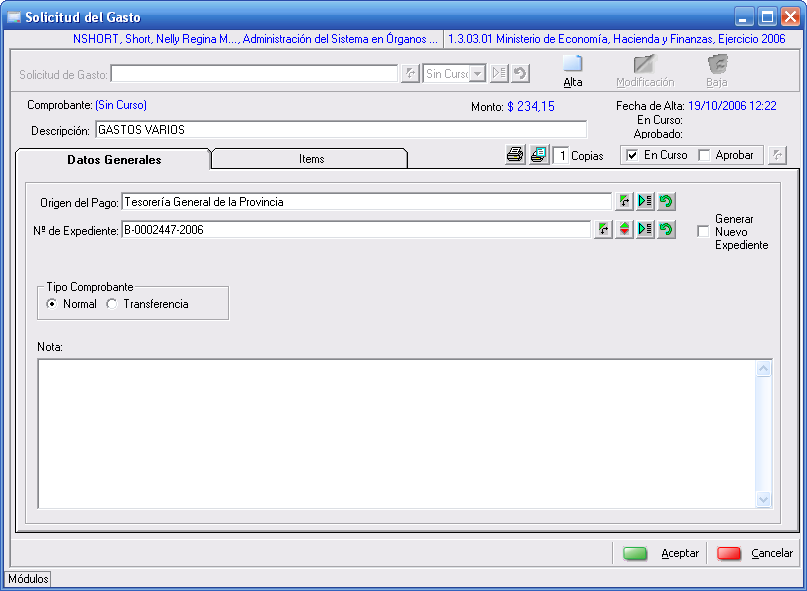 Solicitud del Gasto
NSHORT, Short, Nelly Regina M..., Administración del Sistema en Órganos ... 1.3.03.01 Ministerio de Economía, Hacienda y Finanzas, Ejercicio 2006
Solicitud de Gasto: Sin Curso Alta Modificación Baja
Comprobante: (Sin Curso) Monto: $ 234,15 Fecha de Alta: 19/10/2006 12:22
En Curso:
Aprobado:
Descripción: GASTOS VARIOS
Datos Generales Items 1 Copias En Curso Aprobar
Origen del Pago: Tesorería General de la Provincia
Nº de Expediente: B-0002447-2006
Generar
Nuevo
Expediente
Tipo Comprobante
Normal Transferencia
Nota:
Aceptar Cancelar
Módulos